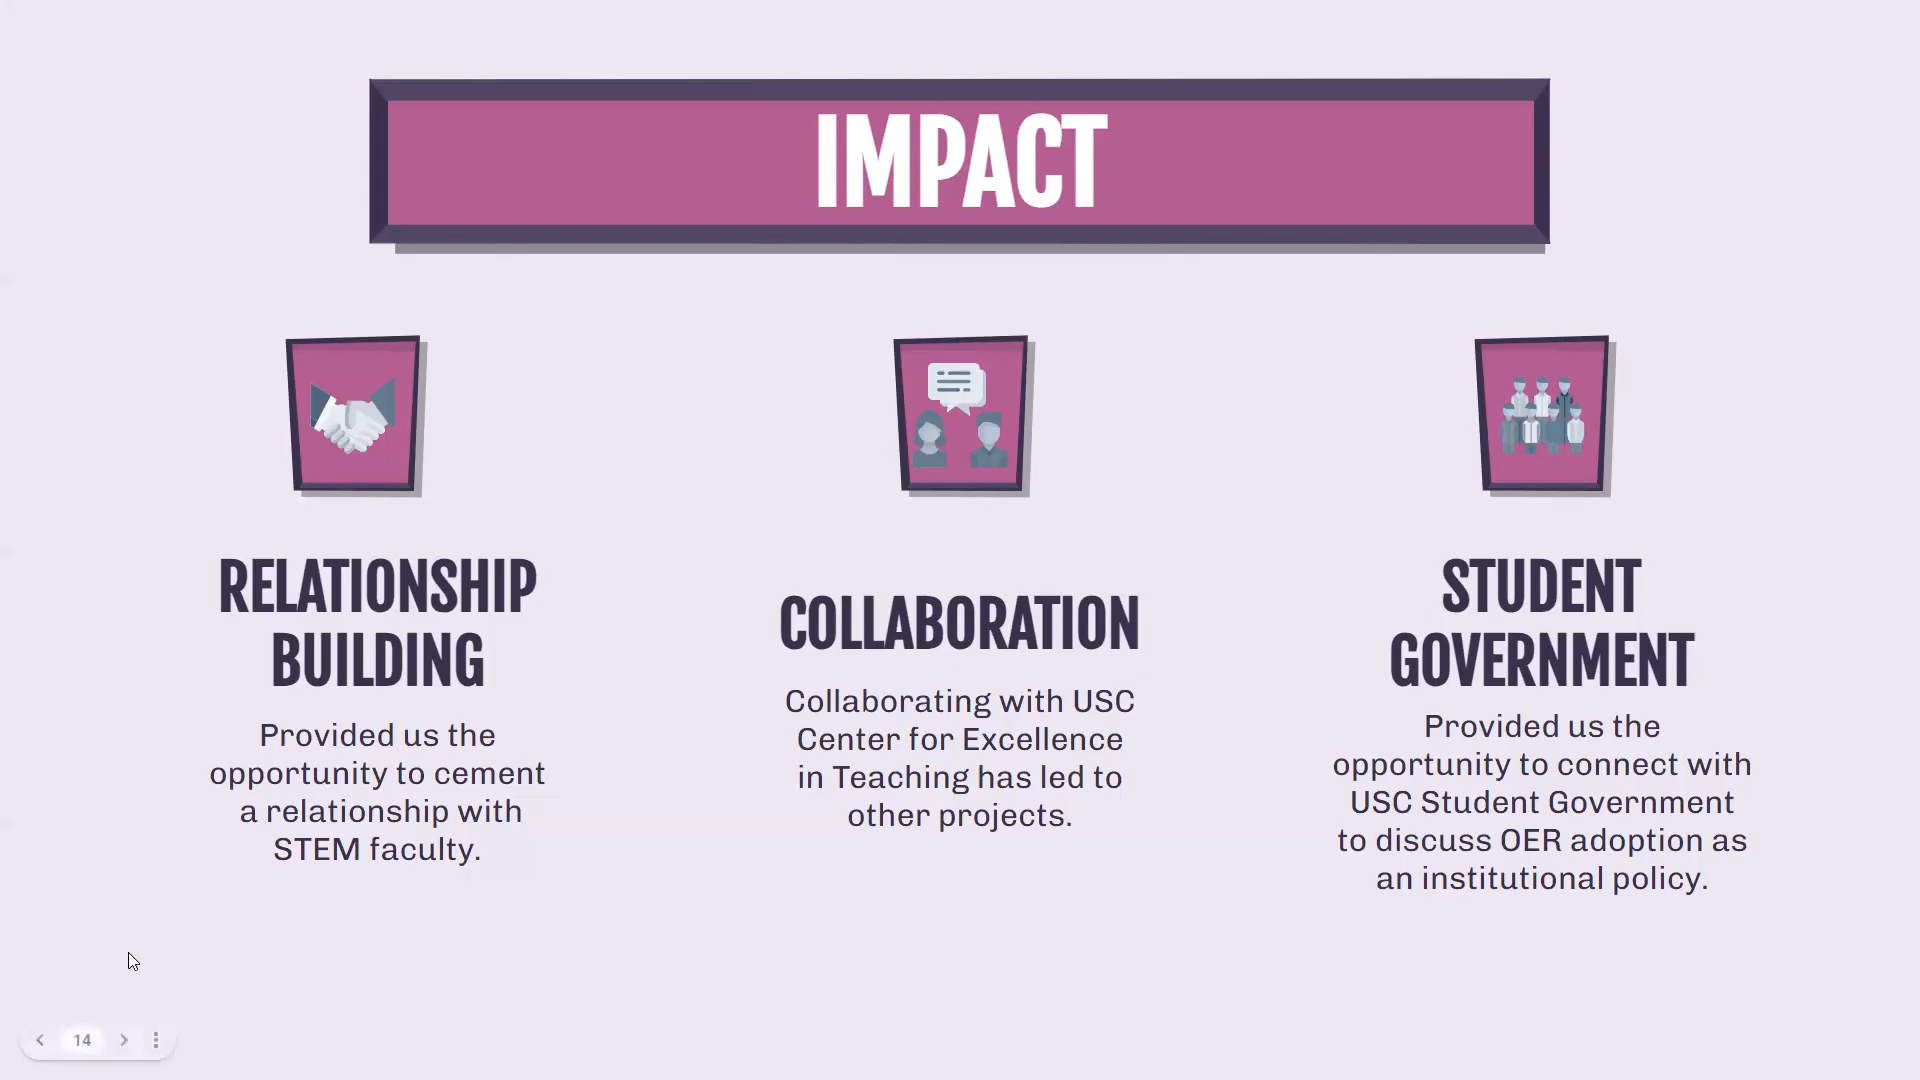 IMPACT
RELATIONSHIP
BUILDING
Provided us the
opportunity to cement
a relationship with
STEM faculty.
COLLABORATION
Collaborating with USC
Center for Excellence
in Teaching has led to
other projects.
STUDENT
GOVERNMENT
Provided us the
opportunity to connect with
USC Student Government
to discuss OER adoption as
an institutional policy.
14